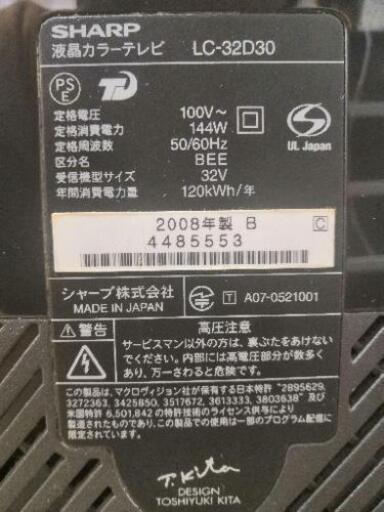 SHARP
液晶カラーテレビ LC-32D30
PS
E
定格電圧 100V～
定格消費電力 144W
定格周波数 50/60Hz
区分名 BEE
受信機型サイズ 32V
年間消費電力量 120kWh/年
UL Japan
2008年製 B
C
4485553
シャープ株式会社
MADE IN JAPAN
T A07-0521001
警告 高圧注意
サービスマン以外の方は、裏ぶたをあけない
でください。内部には高電圧部分が数多く
あり、万一さわると危険です。
この製品は、マクロヴィジョン社が保有する日本特許 "2895629,
3272363, 3425850, 3517672, 3613333, 3803638" 及び
米国特許 6,501,842 の特許ライセンス供与により
製造されたものであり、この製品での使用は一部のプログラム配信に
限定されています。
T. Kita
DESIGN
TOSHIYUKI KITA